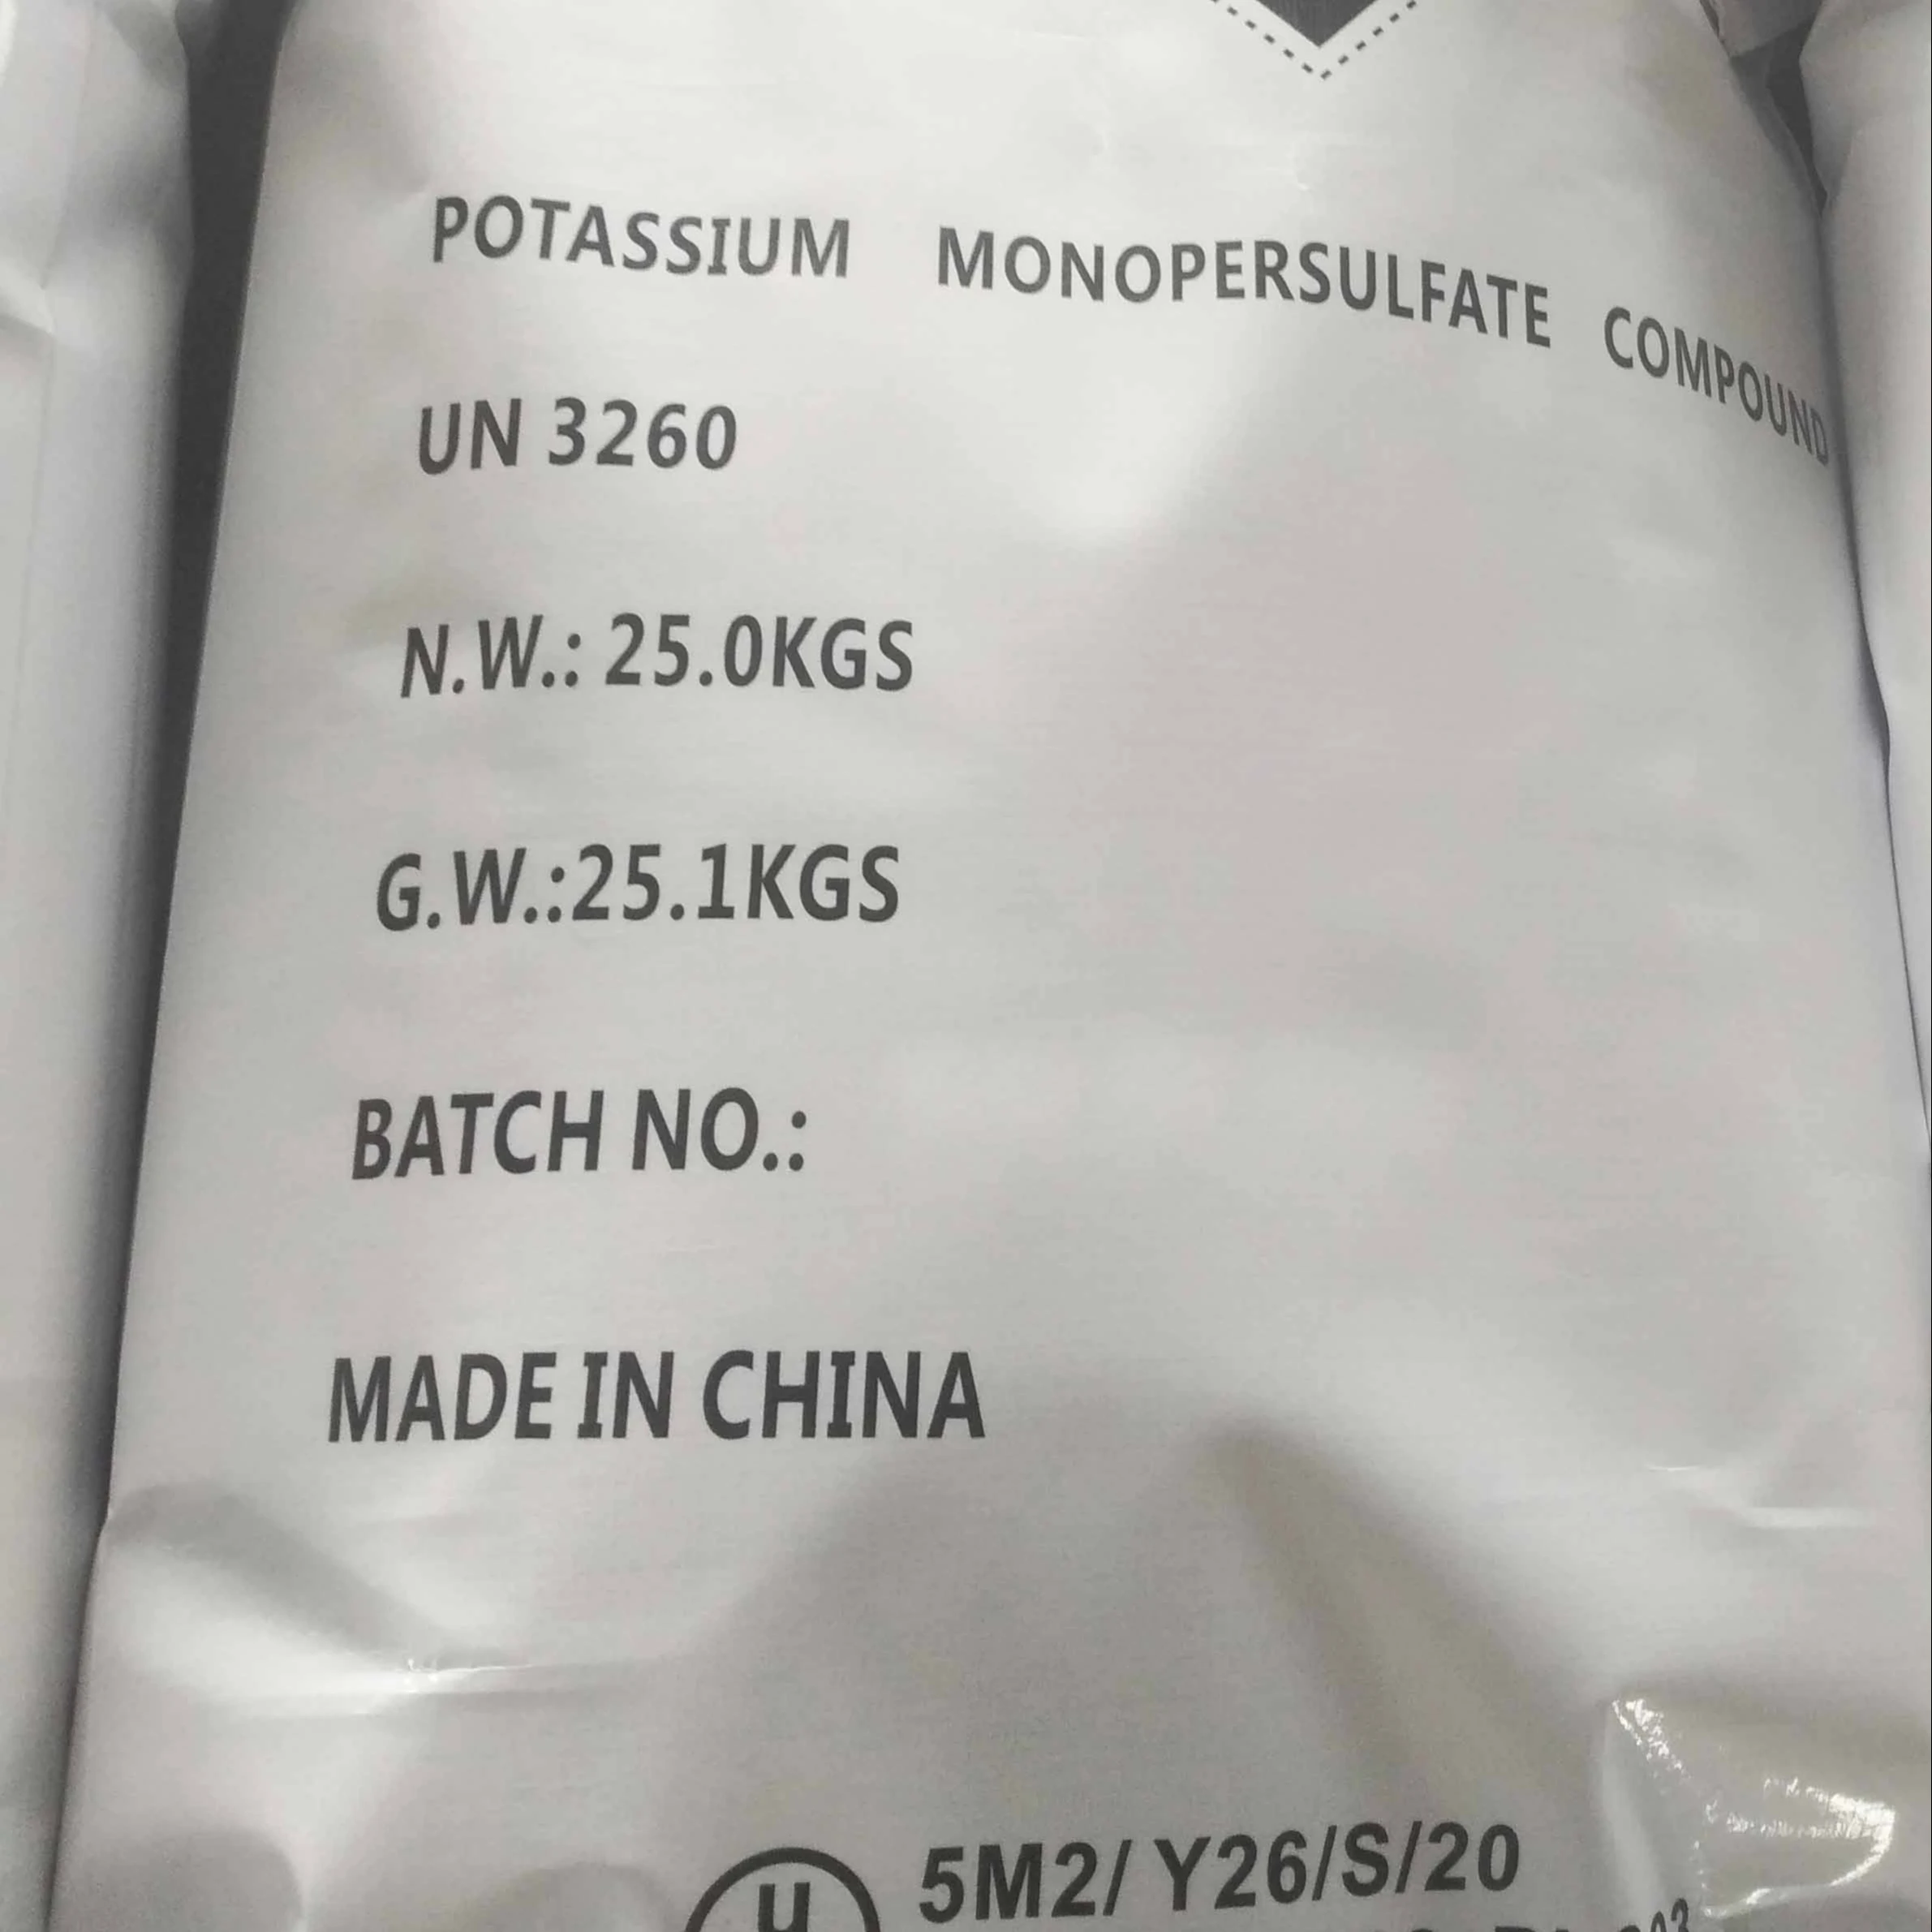 POTASSIUM MONOPERSULFATE COMPOUND
UN 3260
N.W.: 25.0KGS
G.W.:25.1KGS
BATCH NO.:
MADE IN CHINA
5M2/ Y26/S/20